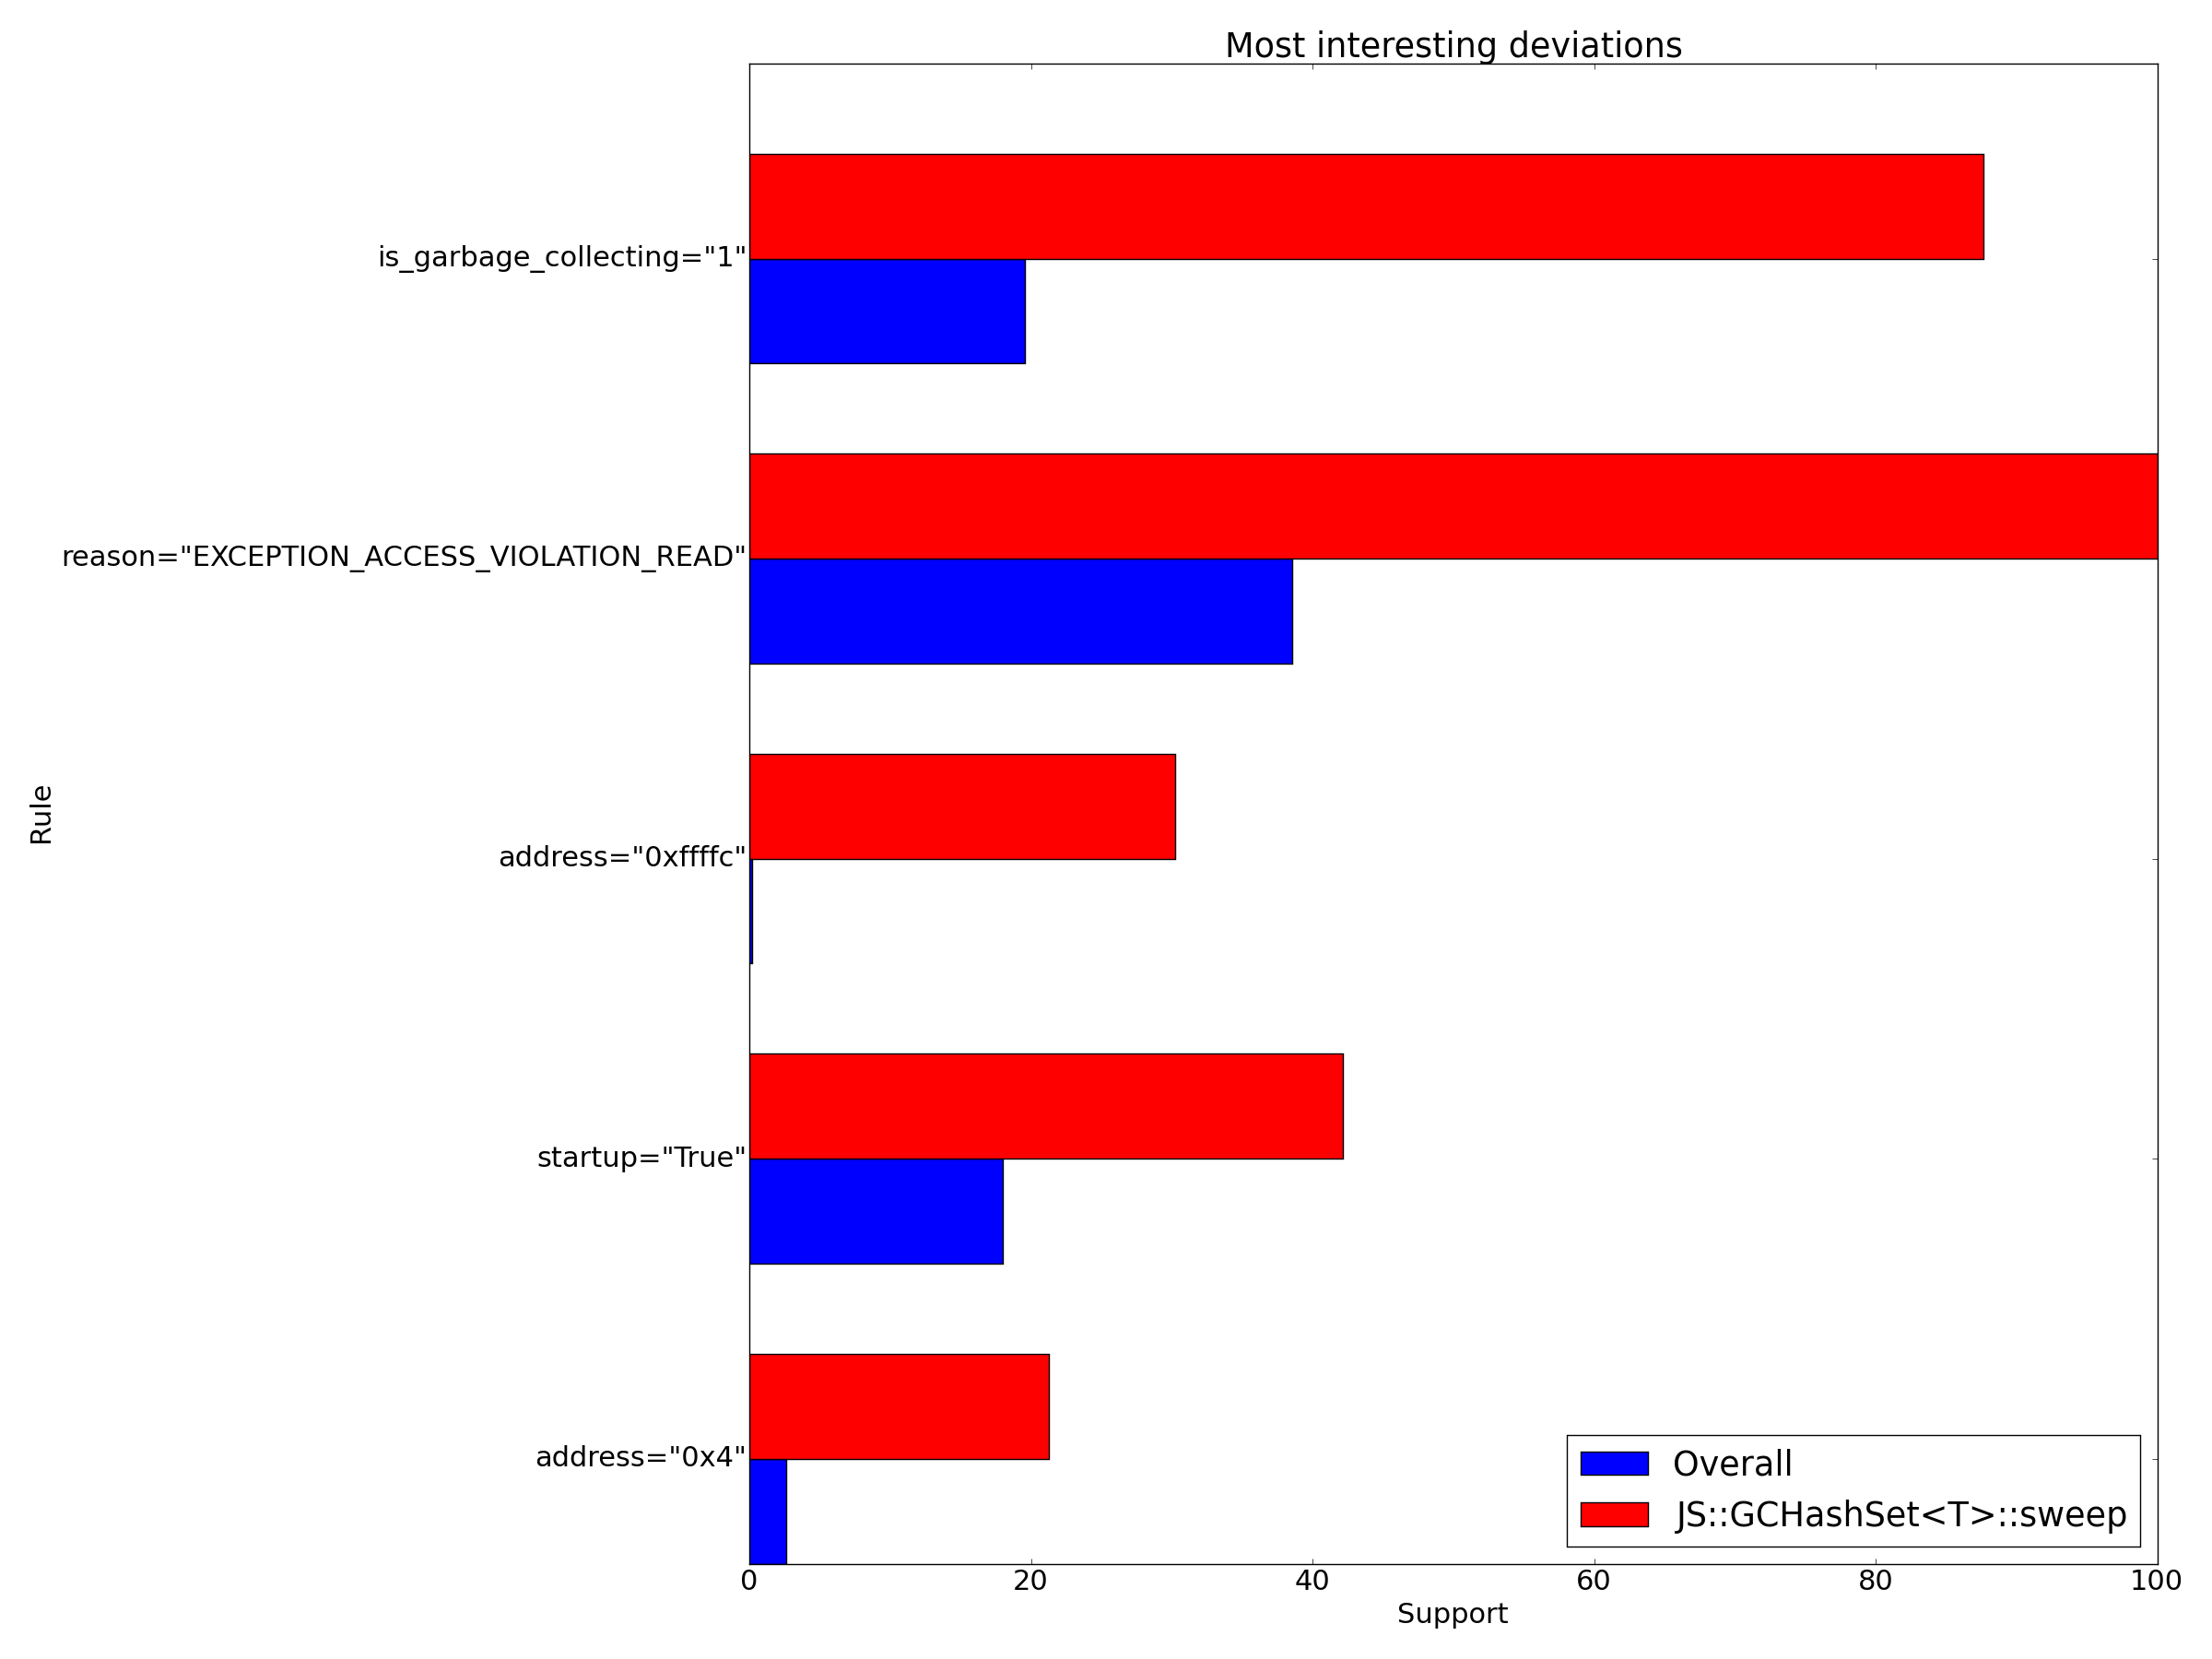 Most interesting deviations
is_garbage_collecting="1"
reason="EXCEPTION_ACCESS_VIOLATION_READ"
address="0xffffc"
startup="True"
address="0x4"
Rule
Overall
JS::GCHashSet<T>::sweep
0 20 40 60 80 100
Support